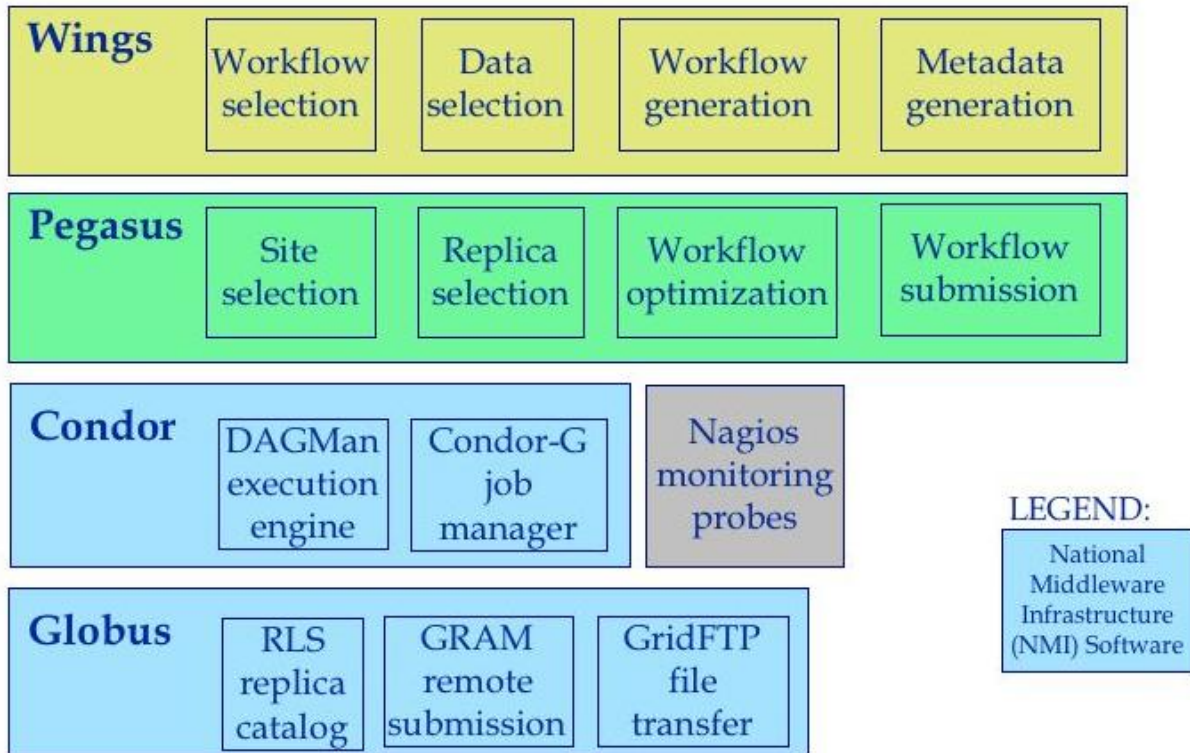 Wings
Workflow
selection
Data
selection
Workflow
generation
Metadata
generation
Pegasus
Site
selection
Replica
selection
Workflow
optimization
Workflow
submission
Condor
DAGMan
execution
engine
Condor-G
job
manager
Nagios
monitoring
probes
LEGEND:
National
Middleware
Infrastructure
(NMI) Software
Globus
RLS
replica
catalog
GRAM
remote
submission
GridFTP
file
transfer